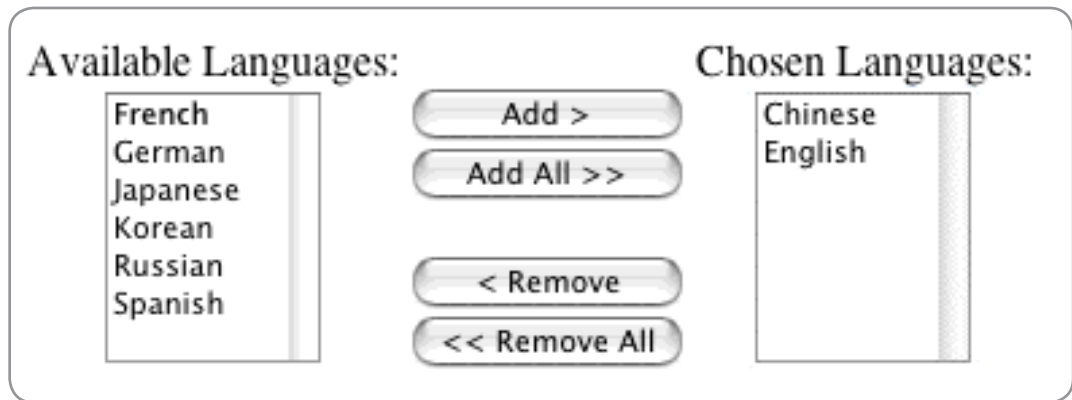 Available Languages:
French
German
Japanese
Korean
Russian
Spanish
Add >
Add All >>
< Remove
<< Remove All
Chosen Languages:
Chinese
English